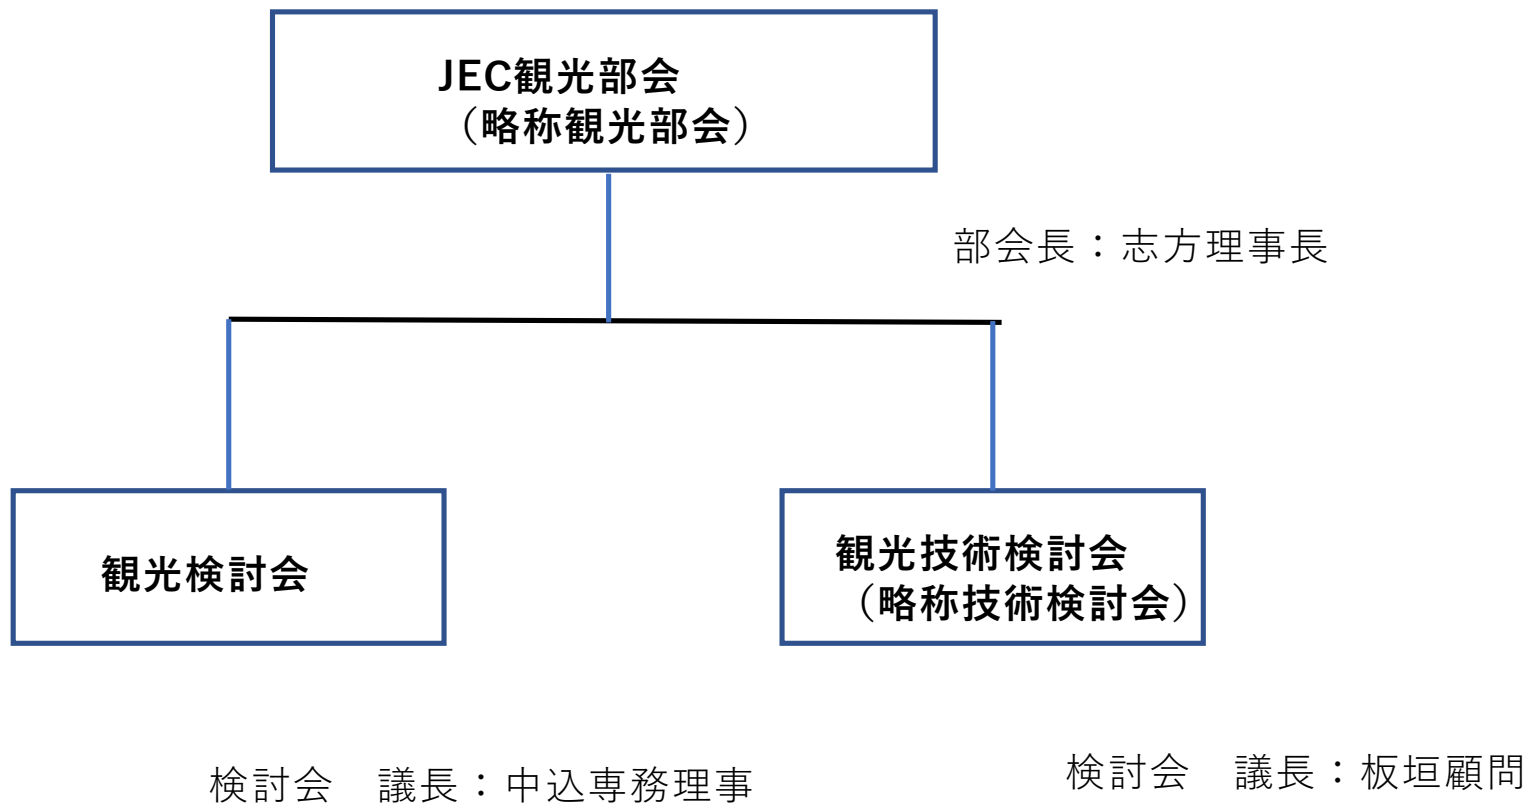 JEC観光部会
（略称観光部会）
部会長：志方理事長
観光検討会
観光技術検討会
（略称技術検討会）
検討会　議長：中込専務理事
検討会　議長：板垣顧問